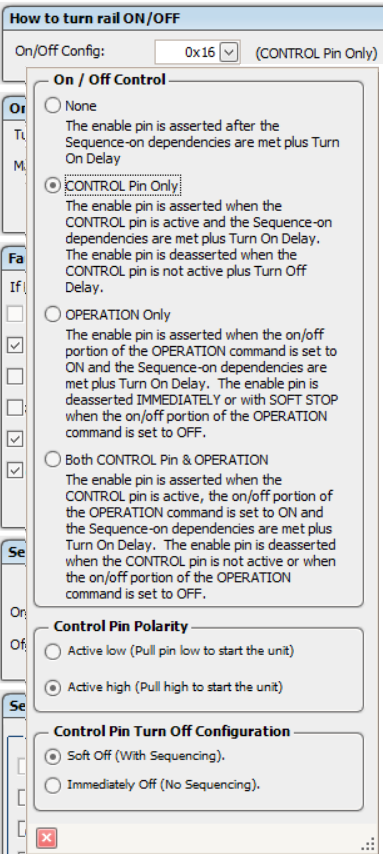 How to turn rail ON/OFF
On/Off Config:
0x16
(CONTROL Pin Only)
On / Off Control
None
The enable pin is asserted after the
Sequence-on dependencies are met plus Turn
On Delay
CONTROL Pin Only
The enable pin is asserted when the
CONTROL pin is active and the Sequence-on
dependencies are met plus Turn On Delay.
The enable pin is deasserted when the
CONTROL pin is not active plus Turn Off
Delay.
OPERATION Only
The enable pin is asserted when the on/off
portion of the OPERATION command is set to
ON and the Sequence-on dependencies are
met plus Turn On Delay. The enable pin is
deasserted IMMEDIATELY or with SOFT STOP
when the on/off portion of the OPERATION
command is set to OFF.
Both CONTROL Pin & OPERATION
The enable pin is asserted when the
CONTROL pin is active, the on/off portion of
the OPERATION command is set to ON and
the Sequence-on dependencies are met plus
Turn On Delay. The enable pin is deasserted
when the CONTROL pin is not active or when
the on/off portion of the OPERATION
command is set to OFF.
Control Pin Polarity
Active low (Pull pin low to start the unit)
Active high (Pull high to start the unit)
Control Pin Turn Off Configuration
Soft Off (With Sequencing).
Immediately Off (No Sequencing).